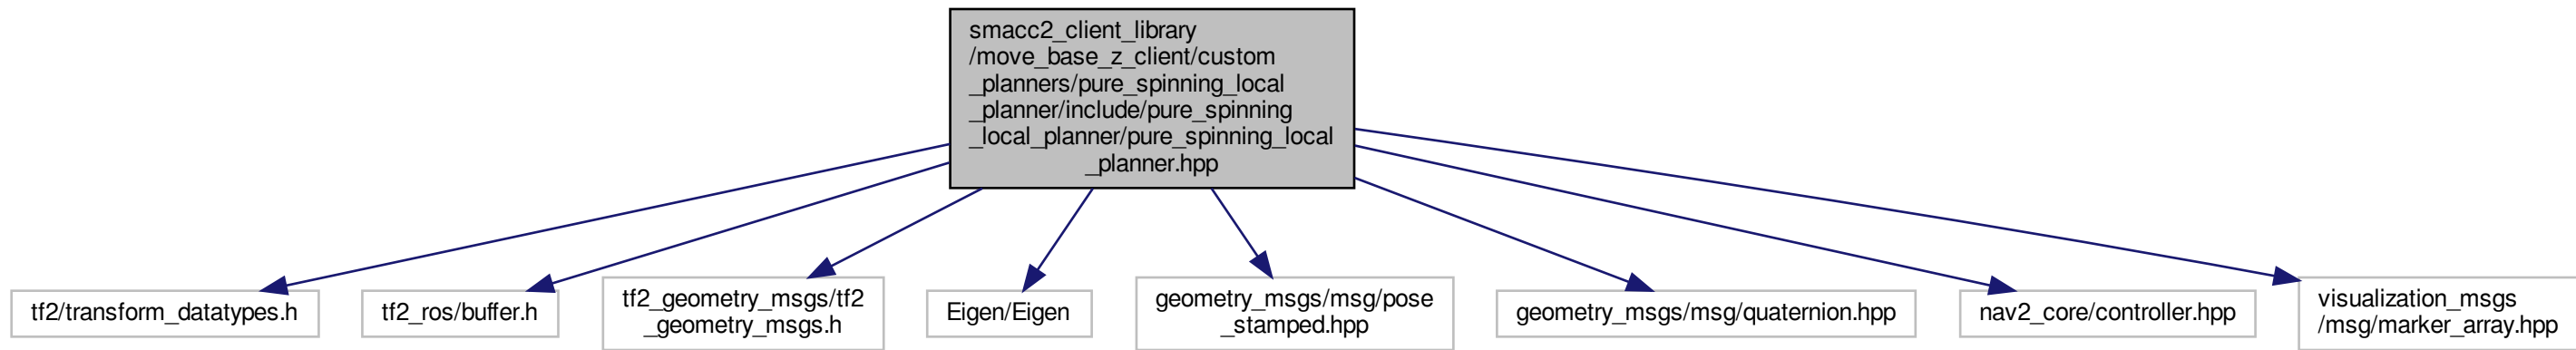 smacc2_client_library
/move_base_z_client/custom
_planners/pure_spinning_local
_planner/include/pure_spinning
_local_planner/pure_spinning_local
_planner.hpp
tf2/transform_datatypes.h
tf2_ros/buffer.h
tf2_geometry_msgs/tf2
_geometry_msgs.h
Eigen/Eigen
geometry_msgs/msg/pose
_stamped.hpp
geometry_msgs/msg/quaternion.hpp
nav2_core/controller.hpp
visualization_msgs
/msg/marker_array.hpp